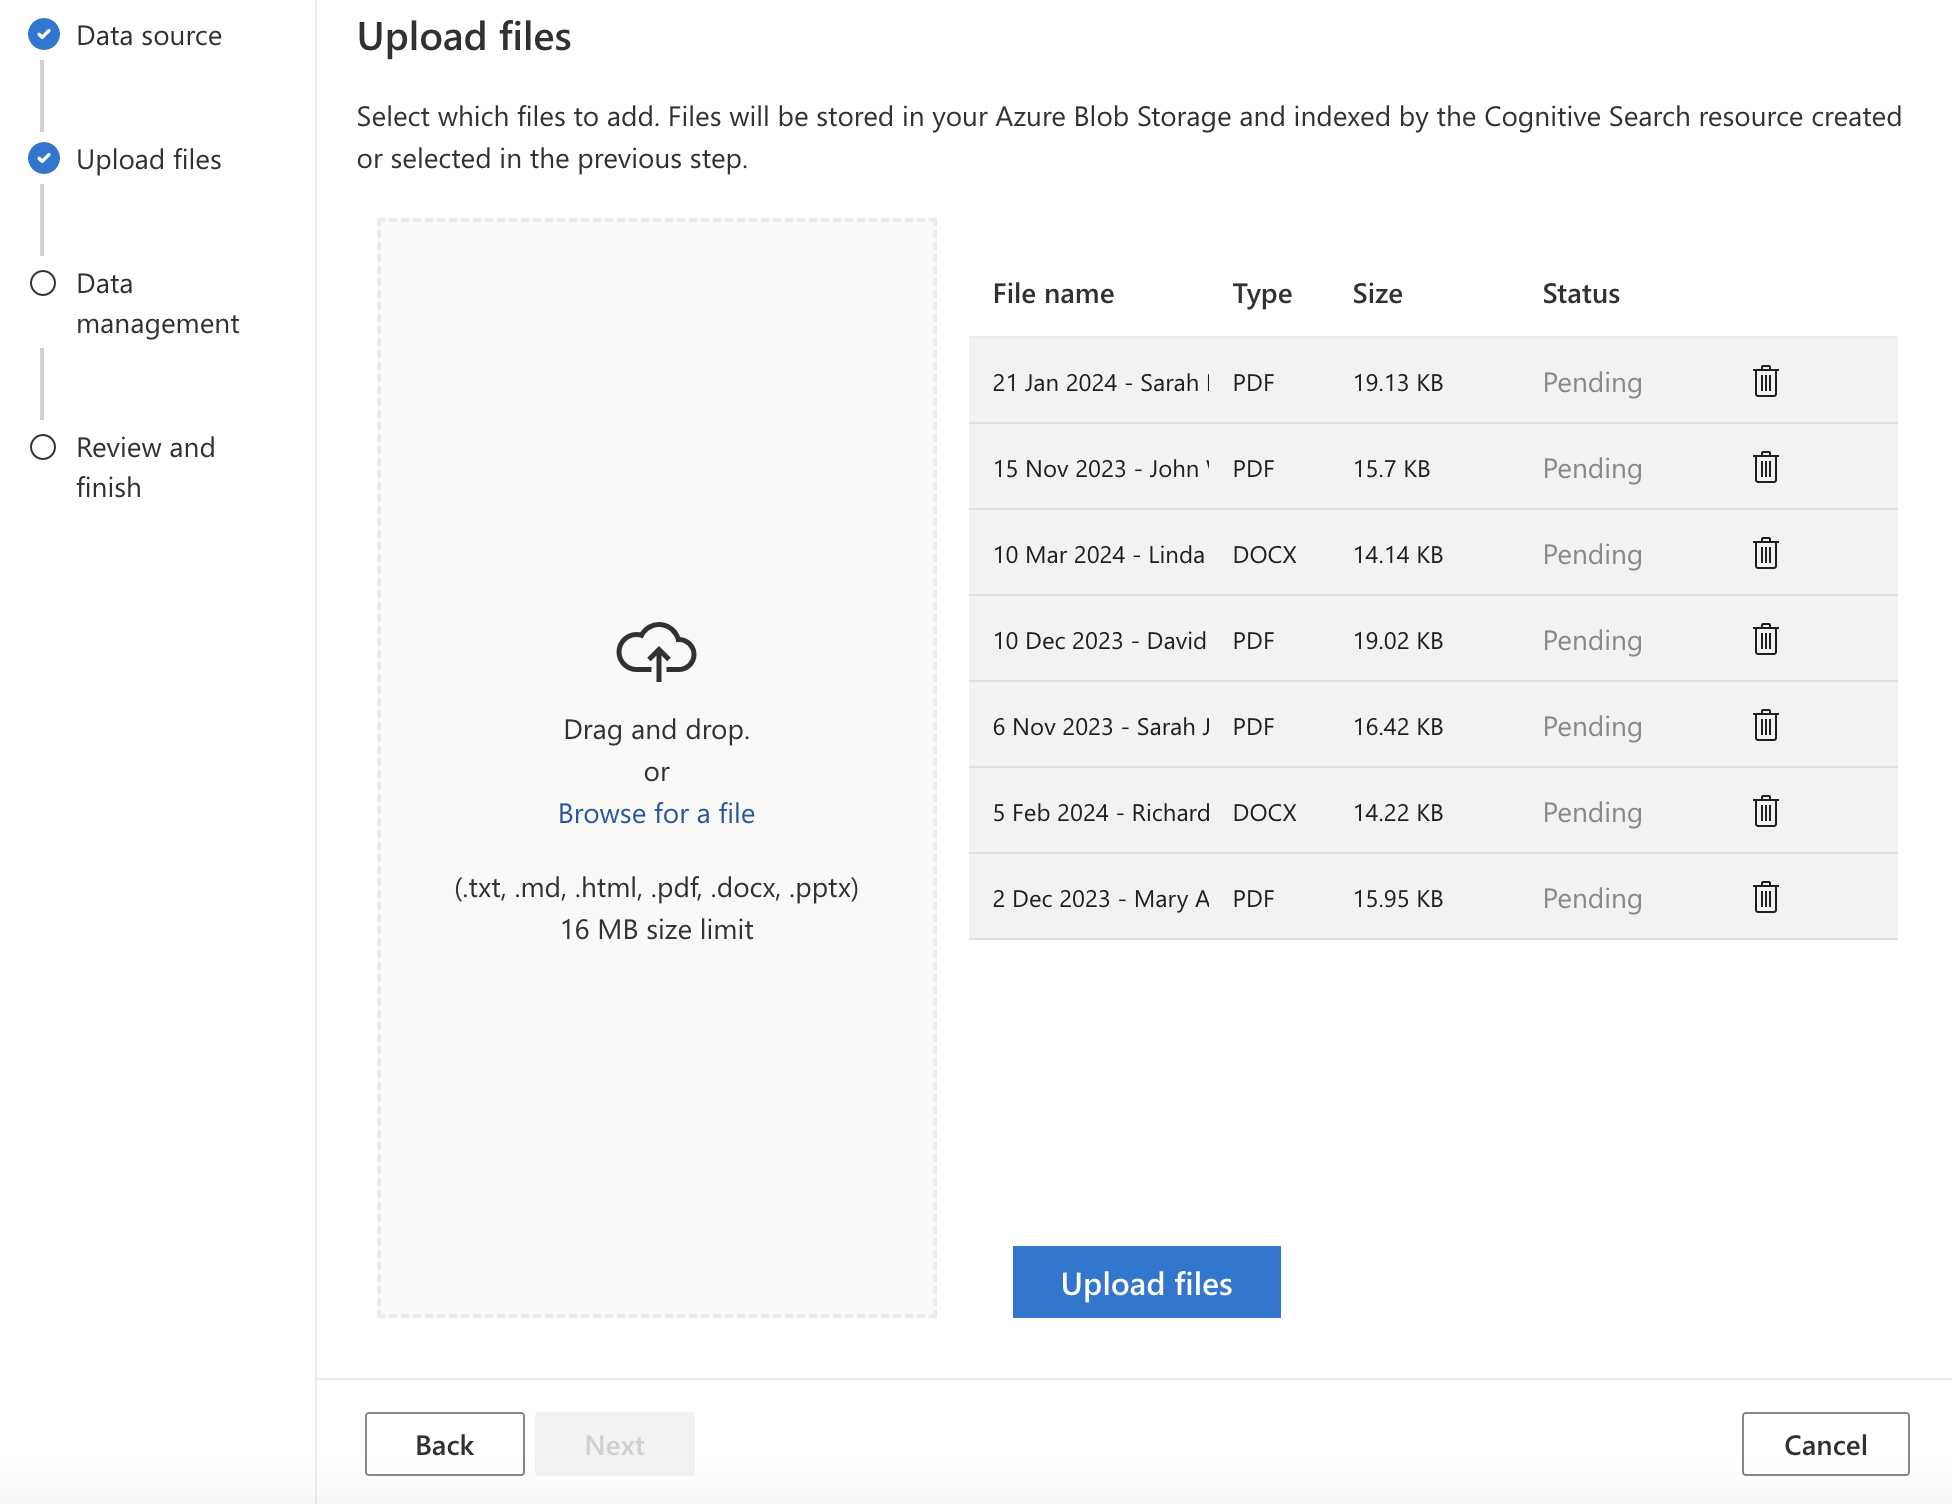 Data source
Upload files
Data
management
Review and
finish
Upload files
Select which files to add. Files will be stored in your Azure Blob Storage and indexed by the Cognitive Search resource created
or selected in the previous step.
Drag and drop.
or
Browse for a file
(.txt, .md, .html, .pdf, .docx, .pptx)
16 MB size limit
File name Type Size Status
21 Jan 2024 - Sarah PDF 19.13 KB Pending
15 Nov 2023 - John PDF 15.7 KB Pending
10 Mar 2024 - Linda DOCX 14.14 KB Pending
10 Dec 2023 - David PDF 19.02 KB Pending
6 Nov 2023 - Sarah J PDF 16.42 KB Pending
5 Feb 2024 - Richard DOCX 14.22 KB Pending
2 Dec 2023 - Mary A PDF 15.95 KB Pending
Upload files
Back
Next
Cancel